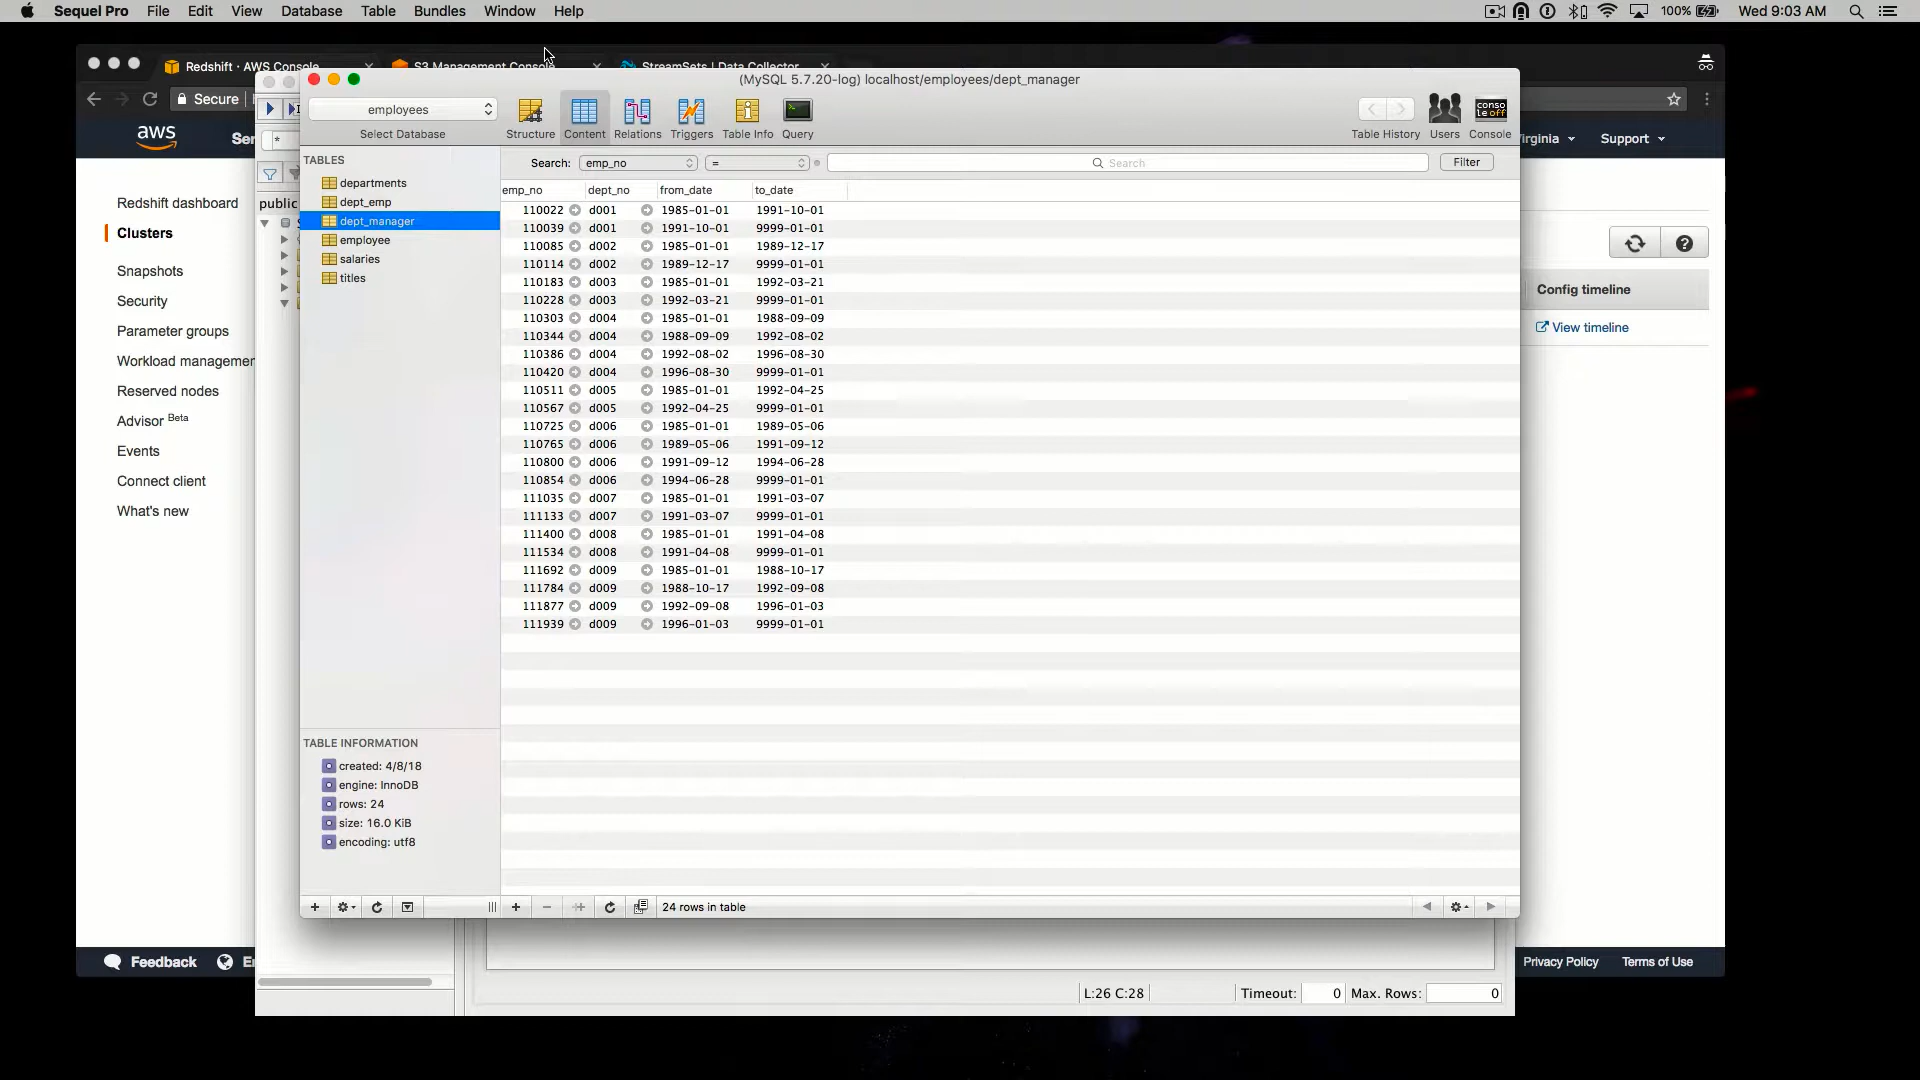 Sequel Pro File Edit View Database Table Bundles Window Help 100% Wed 9:03 AM
Redshift · AWS Console S3 Management Console StreamSets | Data Collector
(MySQL 5.7.20-log) localhost/employees/dept_manager
Secure
employees
Select Database Structure Content Relations Triggers Table Info Query Table History Users Console
conso
le off
aws
Support
TABLES
Search: emp_no = Search Filter
emp_no dept_no from_date to_date
departments
dept_emp
dept_manager
employee
salaries
titles
110022 d001 1985-01-01 1991-10-01
110039 d001 1991-10-01 9999-01-01
110085 d002 1985-01-01 1989-12-17
110114 d002 1989-12-17 9999-01-01
110183 d003 1985-01-01 1992-03-21
110228 d003 1992-03-21 9999-01-01
110303 d004 1985-01-01 1988-09-09
110344 d004 1988-09-09 1992-08-02
110386 d004 1992-08-02 1996-08-30
110420 d004 1996-08-30 9999-01-01
110511 d005 1985-01-01 1992-04-25
110567 d005 1992-04-25 9999-01-01
110725 d006 1985-01-01 1989-05-06
110765 d006 1989-05-06 1991-09-12
110800 d006 1991-09-12 1994-06-28
110854 d006 1994-06-28 9999-01-01
111035 d007 1985-01-01 1991-03-07
111133 d007 1991-03-07 9999-01-01
111400 d008 1985-01-01 1991-04-08
111534 d008 1991-04-08 9999-01-01
111692 d009 1985-01-01 1988-10-17
111784 d009 1988-10-17 1992-09-08
111877 d009 1992-09-08 1996-01-03
111939 d009 1996-01-03 9999-01-01
Redshift dashboard
Clusters
Snapshots
Security
Parameter groups
Workload managemen
Reserved nodes
Advisor Beta
Events
Connect client
What's new
public
Config timeline
View timeline
TABLE INFORMATION
created: 4/8/18
engine: InnoDB
rows: 24
size: 16.0 KiB
encoding: utf8
24 rows in table
Feedback
Privacy Policy Terms of Use
L:26 C:28 Timeout: 0 Max. Rows: 0